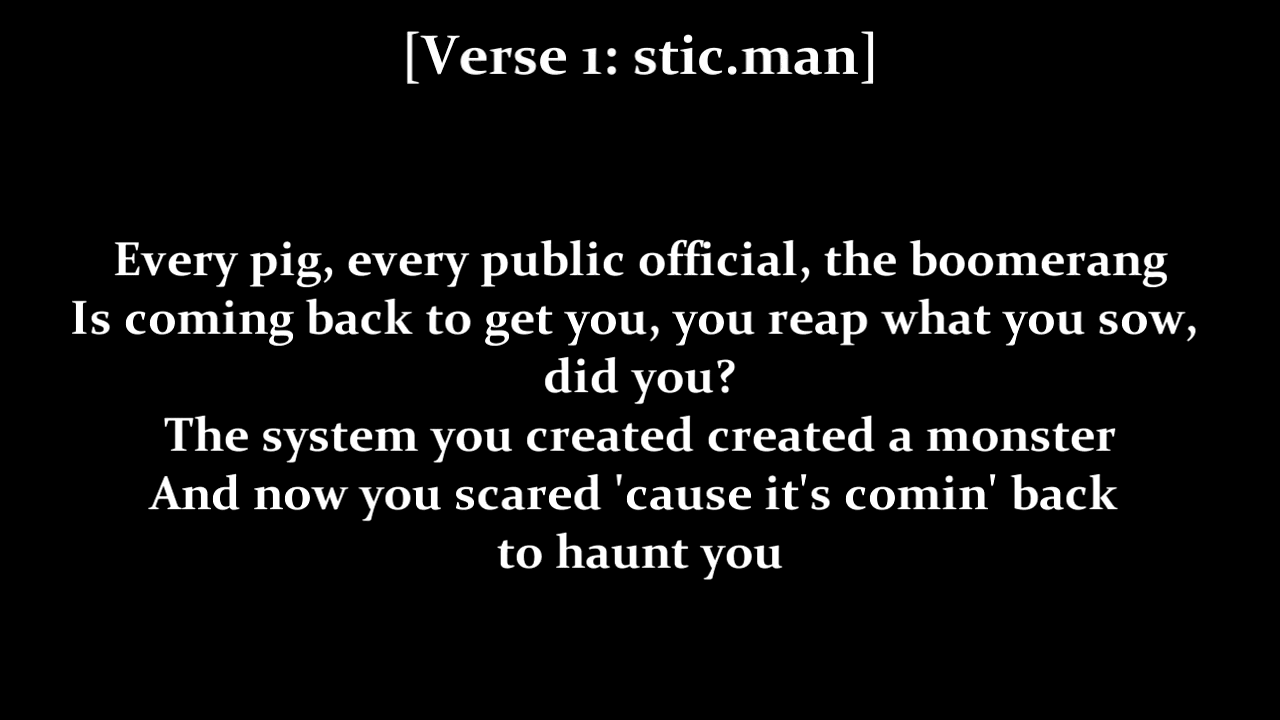 [Verse 1: stic.man]
Every pig, every public official, the boomerang
Is coming back to get you, you reap what you sow,
did you?
The system you created created a monster
And now you scared 'cause it's comin' back
to haunt you